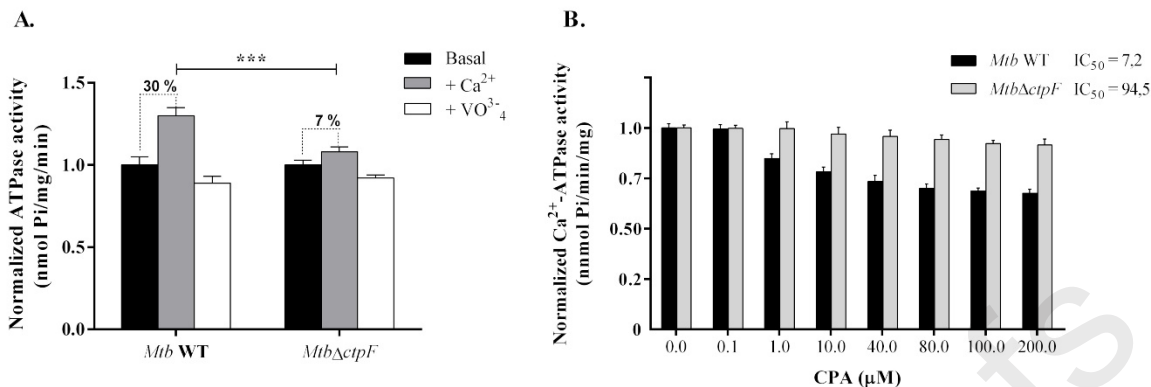 A.
Normalized ATPase activity
(nmol Pi/mg/min)
1.5
1.0
0.5
0.0
30 %
***
7 %
Basal
+ Ca²⁺
+ VO³⁻₄
Mtb WT
MtbΔctpF
B.
Normalized Ca²⁺-ATPase activity
(nnmol Pi/min/mg)
1.0
0.7
0.50
0.2
0
Mtb WT IC₅₀ = 7,2
MtbΔctpF IC₅₀ = 94,5
0.0 0.1 1.0 10.0 40.0 80.0 100.0 200.0
CPA (µM)